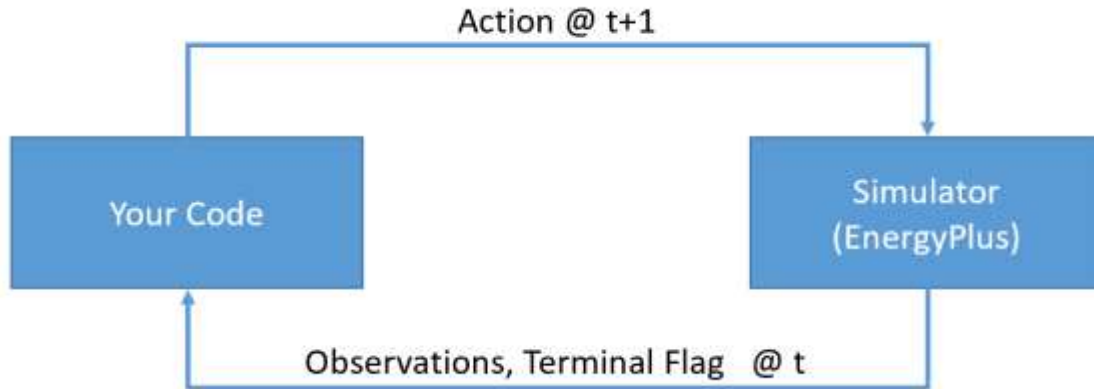 Action @ t+1
Your Code
Simulator
(EnergyPlus)
Observations, Terminal Flag @ t